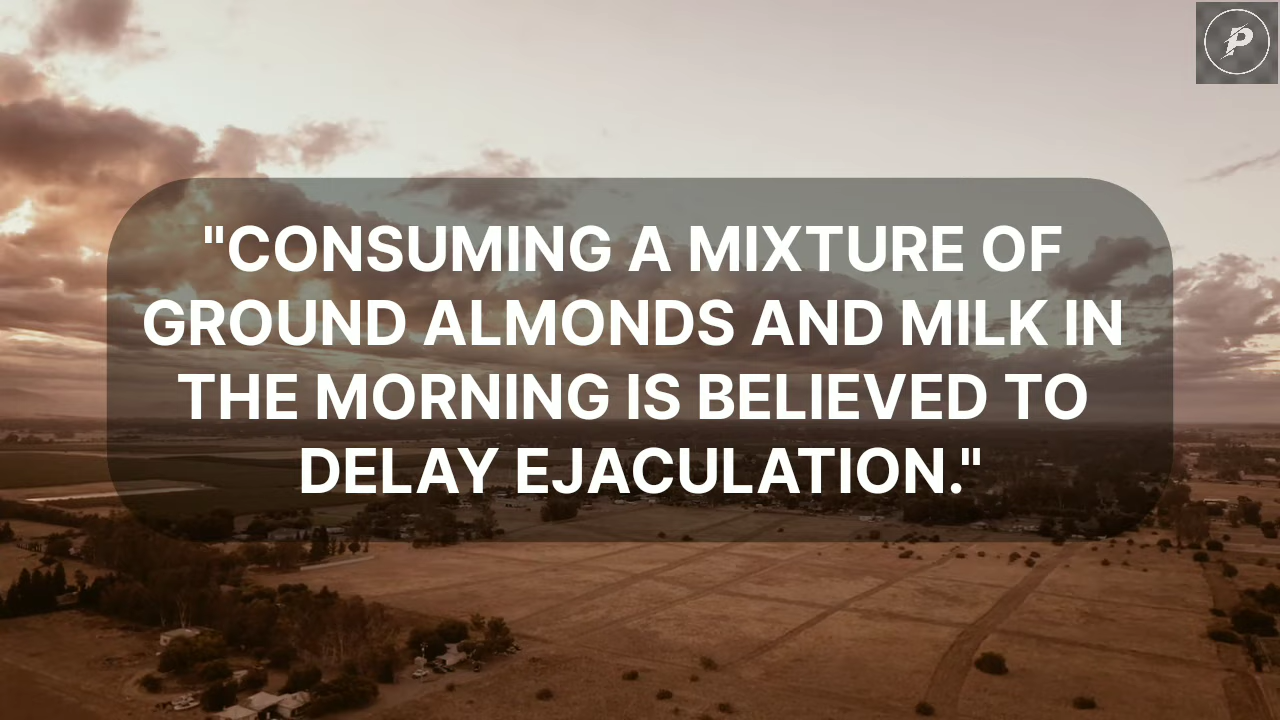 "CONSUMING A MIXTURE OF
GROUND ALMONDS AND MILK IN
THE MORNING IS BELIEVED TO
DELAY EJACULATION."
P